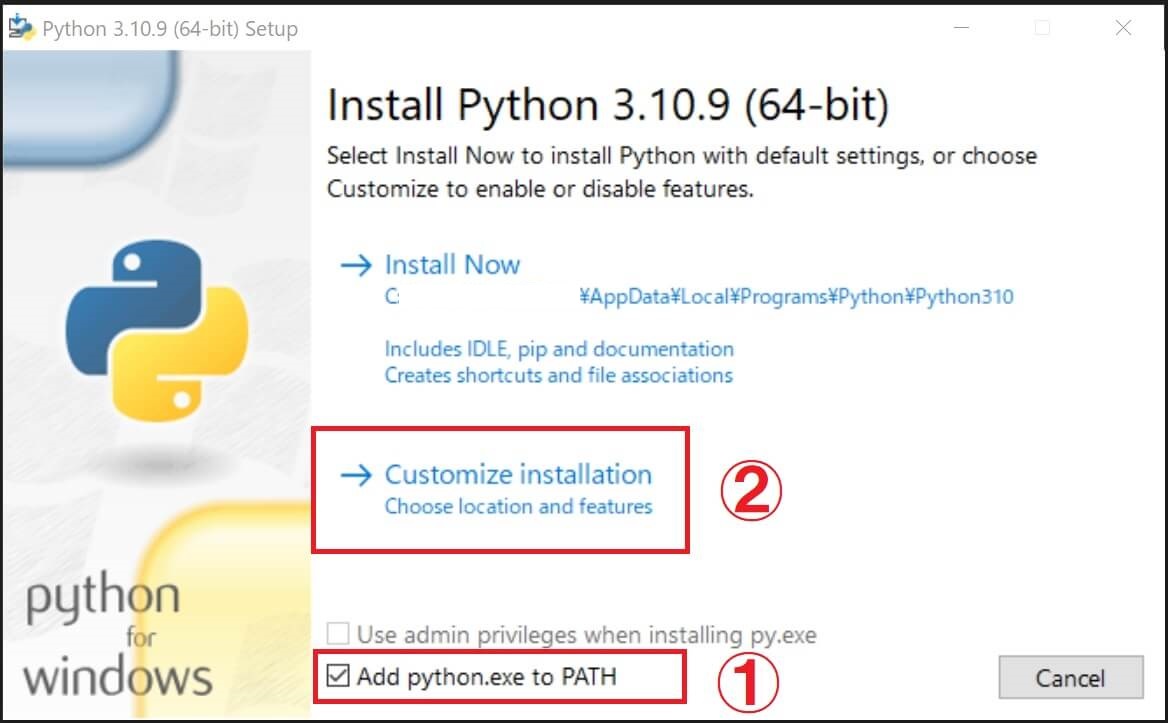 Python 3.10.9 (64-bit) Setup
Install Python 3.10.9 (64-bit)
Select Install Now to install Python with default settings, or choose
Customize to enable or disable features.
→ Install Now
C: ¥AppData¥Local¥Programs¥Python¥Python310
Includes IDLE, pip and documentation
Creates shortcuts and file associations
→ Customize installation
Choose location and features
②
Use admin privileges when installing py.exe
Add python.exe to PATH
①
Cancel
python
for
windows